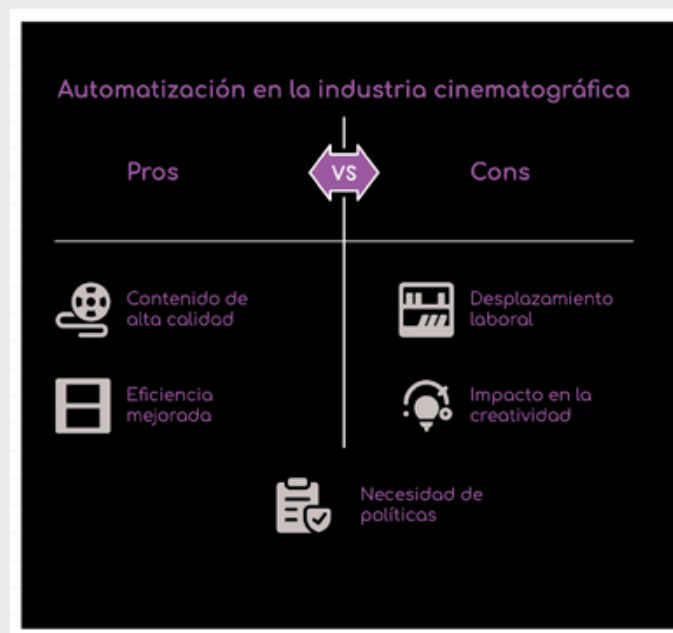 Automatización en la industria cinematográfica
Pros
VS
Cons
Contenido de
alta calidad
Desplazamiento
laboral
Eficiencia
mejorada
Impacto en la
creatividad
Necesidad de
políticas